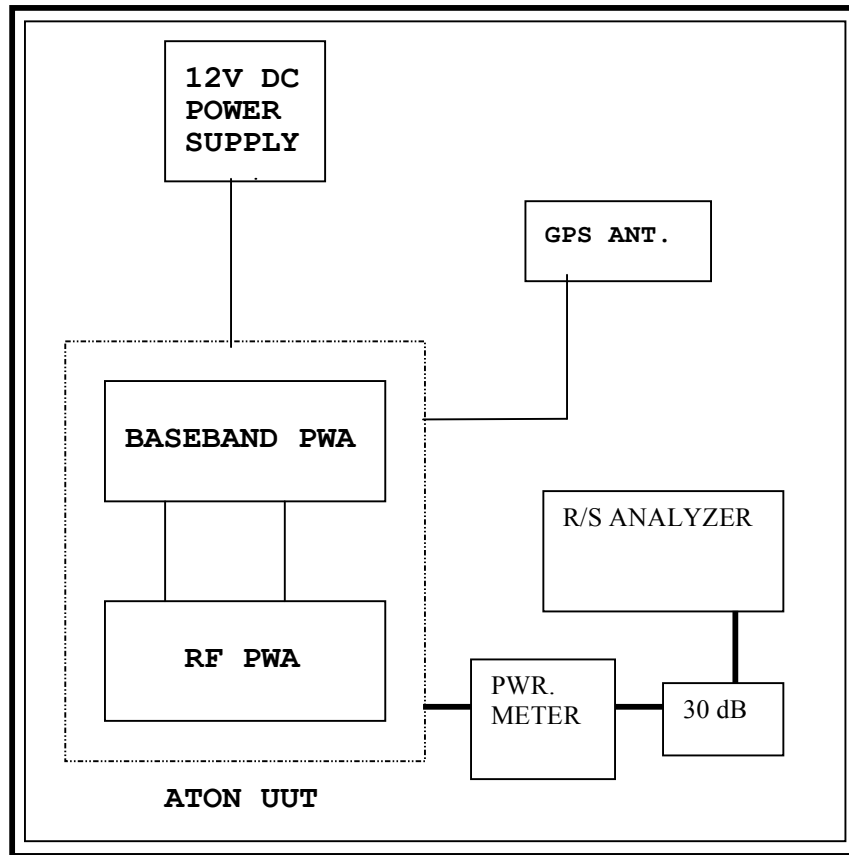 12V DC
POWER
SUPPLY
GPS ANT.
BASEBAND PWA
R/S ANALYZER
RF PWA
PWR.
METER
30 dB
ATON UUT